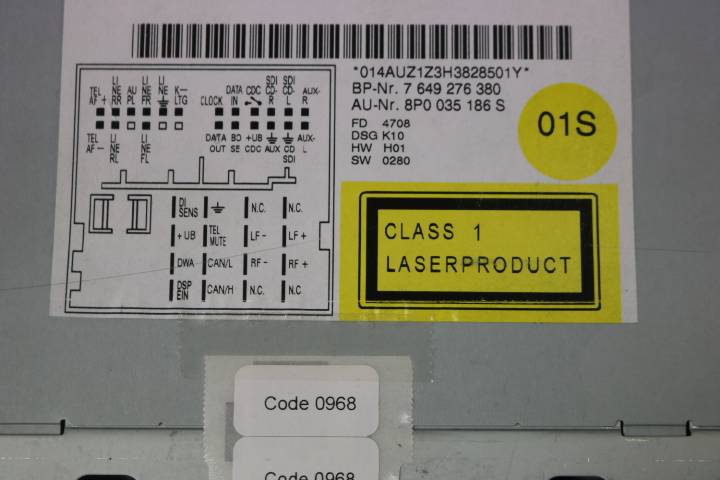 *014AUZ1Z3H3828501Y*
BP-Nr. 7 649 276 380
AU-Nr. 8P0 035 186 S
FD 4708
DSG K10
HW H01
SW 0280
01S
TEL AF+ LI NE RR AU PL LI NE FR LI NE K- LTG
CLOCK DATA IN CDC SDI CD- R SDI CD- L AUX- R
TEL AF- LI NE RL LI NE FL
DATA OUT BO SE +UB CDC AUX CD SDI AUX- L
DI SENS N.C. N.C.
+UB TEL MUTE LF- LF+
DWA CAN/L RF- RF+
DSP EIN CAN/H N.C. N.C.
CLASS 1
LASERPRODUCT
Code 0968
Code 0968